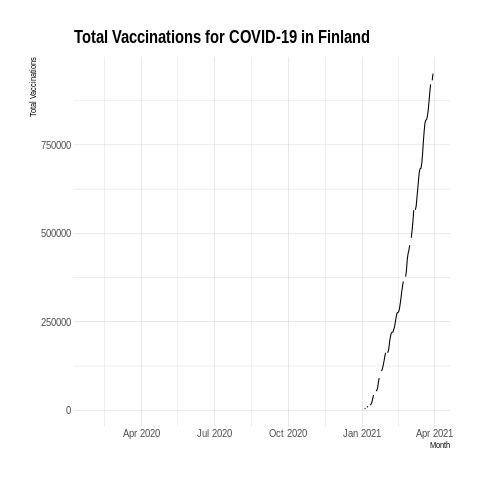 Total Vaccinations for COVID-19 in Finland
Total Vaccinations
750000
500000
250000
0
Apr 2020 Jul 2020 Oct 2020 Jan 2021 Apr 2021
Month